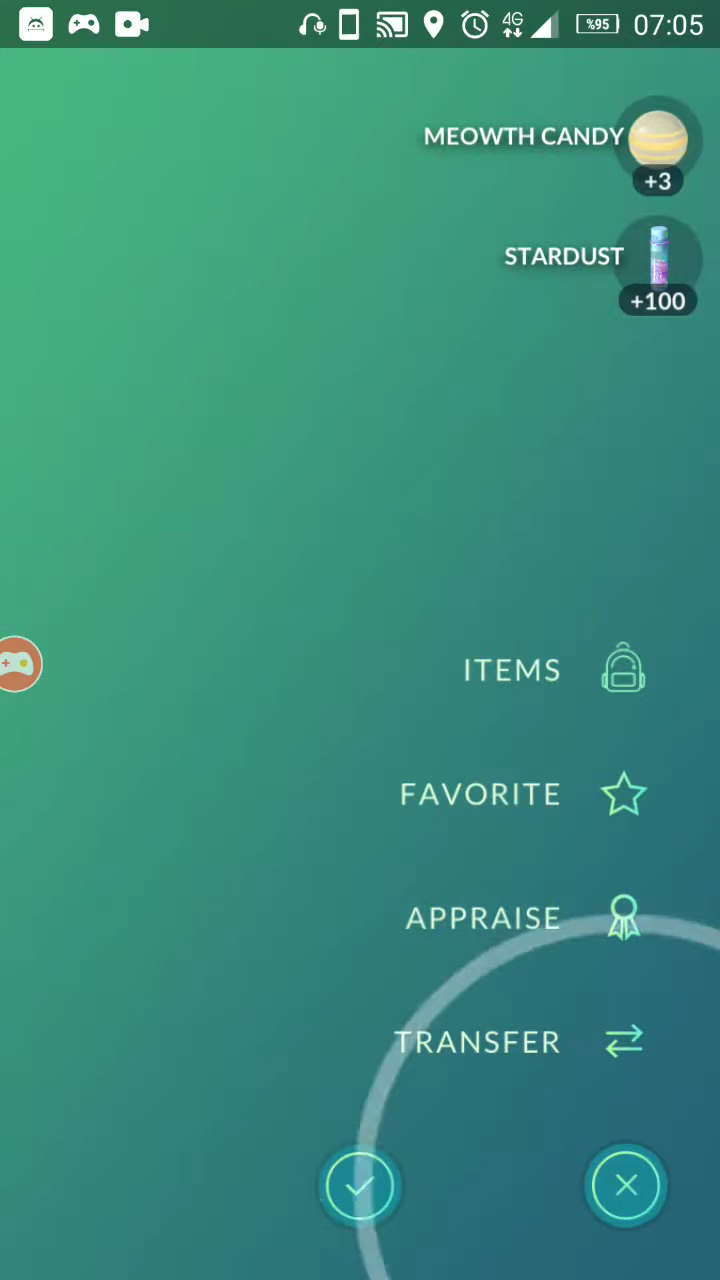 4G %95 07:05
MEOWTH CANDY
+3
STARDUST
+100
ITEMS
FAVORITE
APPRAISE
TRANSFER